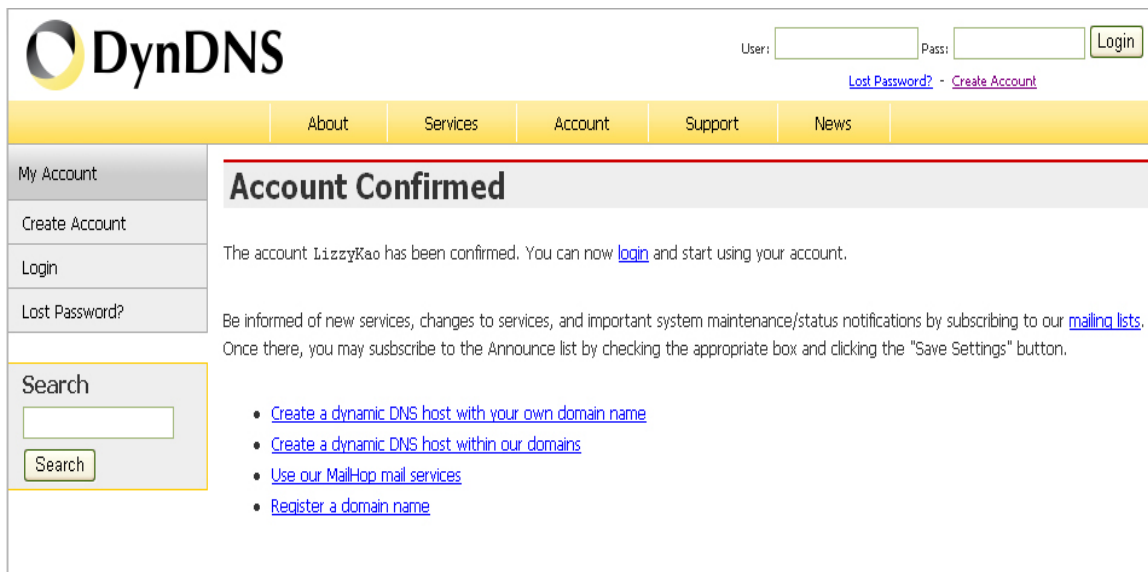 DynDNS
User: Pass: Login
Lost Password? - Create Account
About Services Account Support News
My Account
Create Account
Login
Lost Password?
Search
Search
Account Confirmed
The account LizzyKao has been confirmed. You can now login and start using your account.
Be informed of new services, changes to services, and important system maintenance/status notifications by subscribing to our mailing lists.
Once there, you may susbscribe to the Announce list by checking the appropriate box and clicking the "Save Settings" button.
• Create a dynamic DNS host with your own domain name
• Create a dynamic DNS host within our domains
• Use our MailHop mail services
• Register a domain name